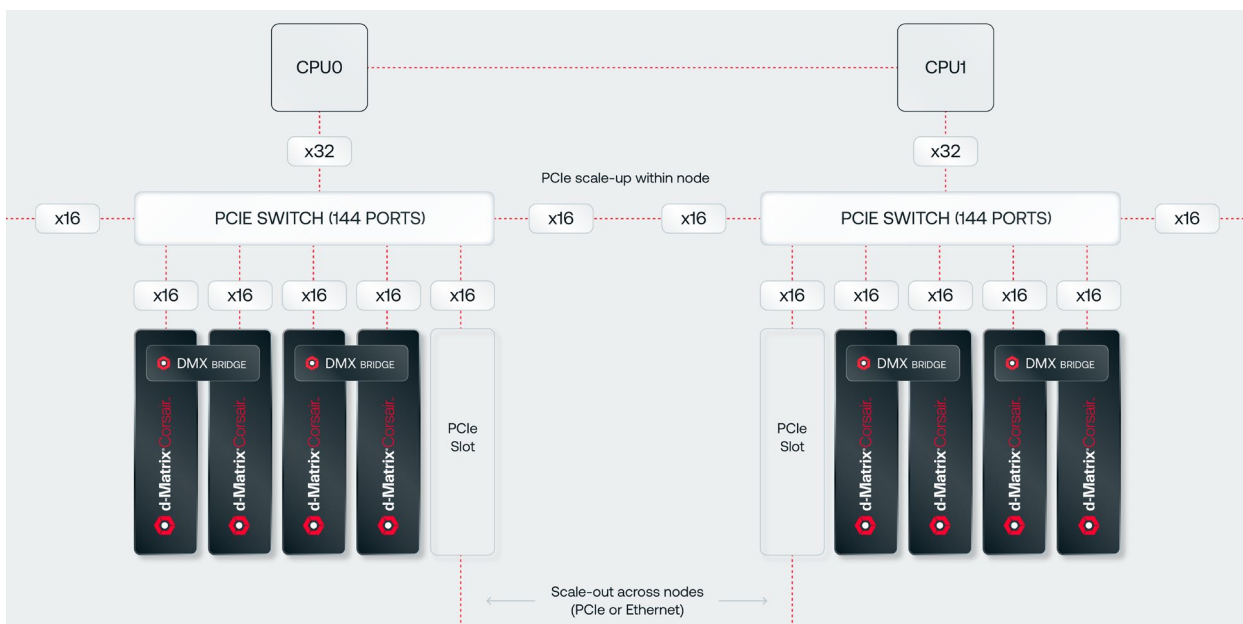 CPU0
CPU1
x32
x32
PCIe scale-up within node
x16
PCIE SWITCH (144 PORTS)
x16
x16
PCIE SWITCH (144 PORTS)
x16
x16
x16
x16
x16
x16
x16
x16
x16
x16
x16
DMX BRIDGE
DMX BRIDGE
DMX BRIDGE
DMX BRIDGE
d-Matrix Corsair.
d-Matrix Corsair.
d-Matrix Corsair.
d-Matrix Corsair.
PCIe
Slot
PCIe
Slot
d-Matrix Corsair.
d-Matrix Corsair.
d-Matrix Corsair.
d-Matrix Corsair.
Scale-out across nodes
(PCIe or Ethernet)